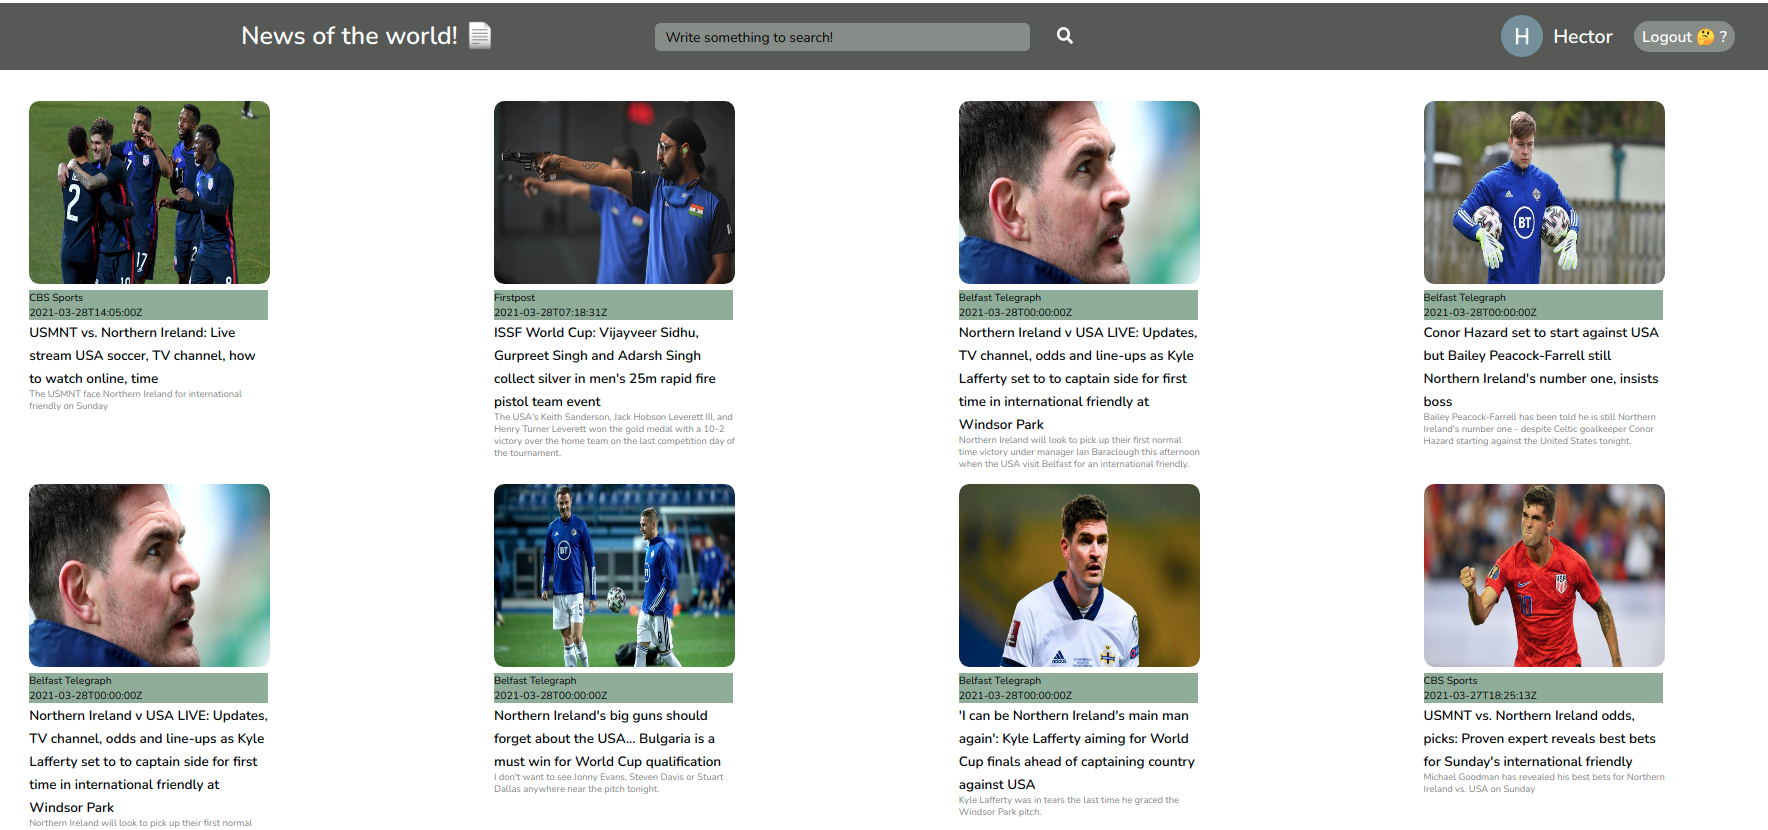 News of the world! 📄
Write something to search!
H Hector
Logout 🤔 ?
CBS Sports
2021-03-28T14:05:00Z
USMNT vs. Northern Ireland: Live
stream USA soccer, TV channel, how
to watch online, time
The USMNT face Northern Ireland for international
friendly on Sunday
Firstpost
2021-03-28T07:18:31Z
ISSF World Cup: Vijayveer Sidhu,
Gurpreet Singh and Adarsh Singh
collect silver in men's 25m rapid fire
pistol team event
The USA's Keith Sanderson, Jack Hobson Leverett III, and
Henry Turner Leverett won the gold medal with a 10-2
victory over the home team on the last competition day of
the tournament.
Belfast Telegraph
2021-03-28T00:00:00Z
Northern Ireland v USA LIVE: Updates,
TV channel, odds and line-ups as Kyle
Lafferty set to to captain side for first
time in international friendly at
Windsor Park
Northern Ireland will look to pick up their first normal
time victory under manager Ian Baraclough this afternoon
when the USA visit Belfast for an international friendly.
BT
Belfast Telegraph
2021-03-28T00:00:00Z
Conor Hazard set to start against USA
but Bailey Peacock-Farrell still
Northern Ireland's number one, insists
boss
Bailey Peacock-Farrell has been told he is still Northern
Ireland's number one - despite Celtic goalkeeper Conor
Hazard starting against the United States tonight.
Belfast Telegraph
2021-03-28T00:00:00Z
Northern Ireland v USA LIVE: Updates,
TV channel, odds and line-ups as Kyle
Lafferty set to to captain side for first
time in international friendly at
Windsor Park
Northern Ireland will look to pick up their first normal
BT
Belfast Telegraph
2021-03-28T00:00:00Z
Northern Ireland's big guns should
forget about the USA... Bulgaria is a
must win for World Cup qualification
I don't want to see Jonny Evans, Steven Davis or Stuart
Dallas anywhere near the pitch tonight.
adidas
Belfast Telegraph
2021-03-28T00:00:00Z
'I can be Northern Ireland's main man
again': Kyle Lafferty aiming for World
Cup finals ahead of captaining country
against USA
Kyle Lafferty was in tears the last time he graced the
Windsor Park pitch.
USA
10
CBS Sports
2021-03-27T18:25:13Z
USMNT vs. Northern Ireland odds,
picks: Proven expert reveals best bets
for Sunday's international friendly
Michael Goodman has revealed his best bets for Northern
Ireland vs. USA on Sunday